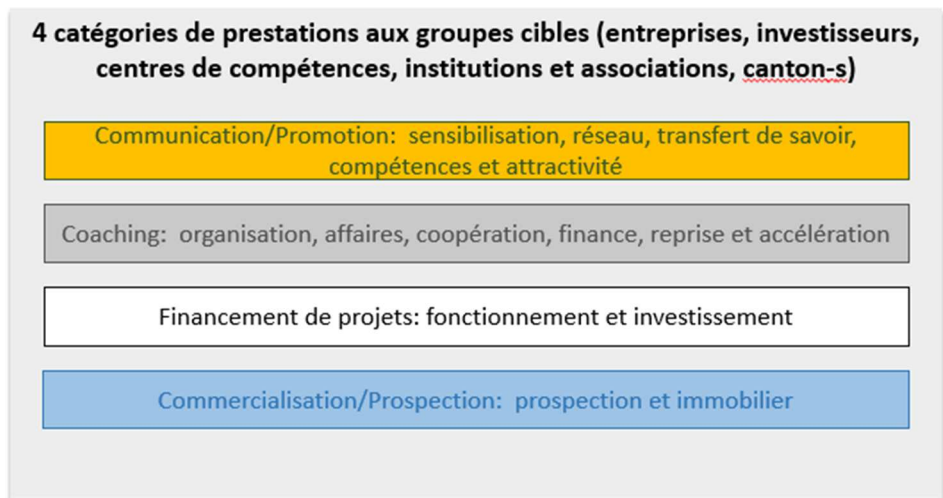 4 catégories de prestations aux groupes cibles (entreprises, investisseurs,
centres de compétences, institutions et associations, canton-s)
Communication/Promotion: sensibilisation, réseau, transfert de savoir,
compétences et attractivité
Coaching: organisation, affaires, coopération, finance, reprise et accélération
Financement de projets: fonctionnement et investissement
Commercialisation/Prospection: prospection et immobilier